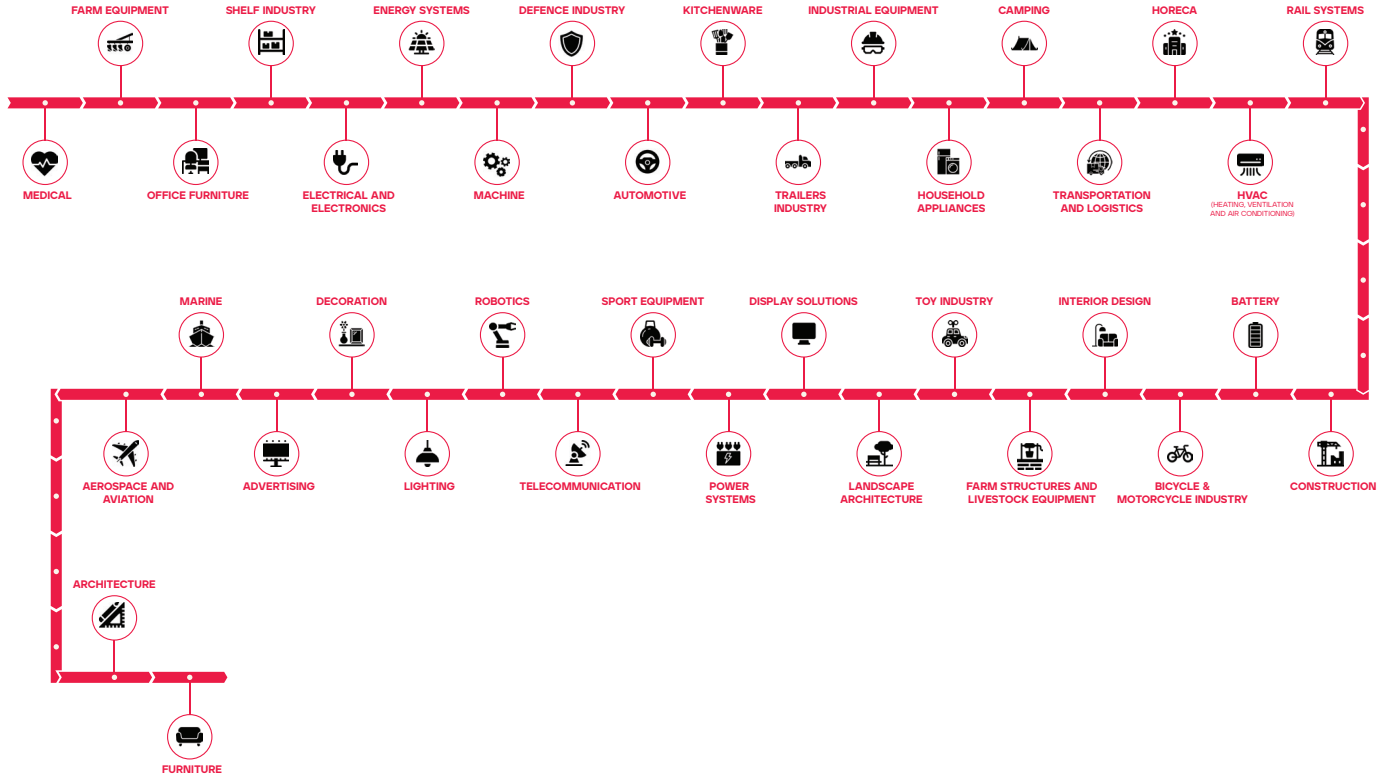 FARM EQUIPMENT
SHELF INDUSTRY
ENERGY SYSTEMS
DEFENCE INDUSTRY
KITCHENWARE
INDUSTRIAL EQUIPMENT
CAMPING
HORECA
RAIL SYSTEMS
MEDICAL
OFFICE FURNITURE
ELECTRICAL AND
ELECTRONICS
MACHINE
AUTOMOTIVE
TRAILERS
INDUSTRY
HOUSEHOLD
APPLIANCES
TRANSPORTATION
AND LOGISTICS
HVAC
(HEATING, VENTILATION
AND AIR CONDITIONING)
MARINE
DECORATION
ROBOTICS
SPORT EQUIPMENT
DISPLAY SOLUTIONS
TOY INDUSTRY
INTERIOR DESIGN
BATTERY
AEROSPACE AND
AVIATION
ADVERTISING
LIGHTING
TELECOMMUNICATION
POWER
SYSTEMS
LANDSCAPE
ARCHITECTURE
FARM STRUCTURES AND
LIVESTOCK EQUIPMENT
BICYCLE &
MOTORCYCLE INDUSTRY
CONSTRUCTION
ARCHITECTURE
FURNITURE